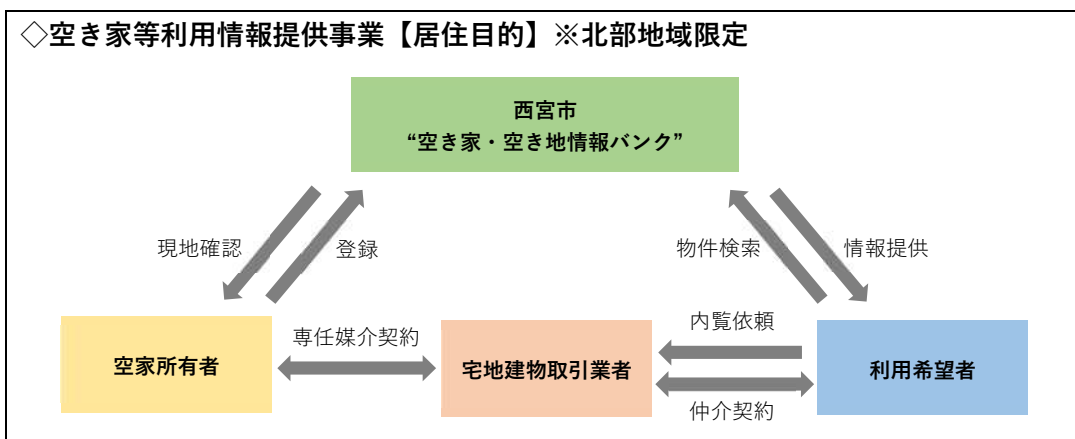 ◇空き家等利用情報提供事業【居住目的】※北部地域限定
西宮市
“空き家・空き地情報バンク”
現地確認
登録
物件検索
情報提供
空家所有者
専任媒介契約
宅地建物取引業者
内覧依頼
仲介契約
利用希望者